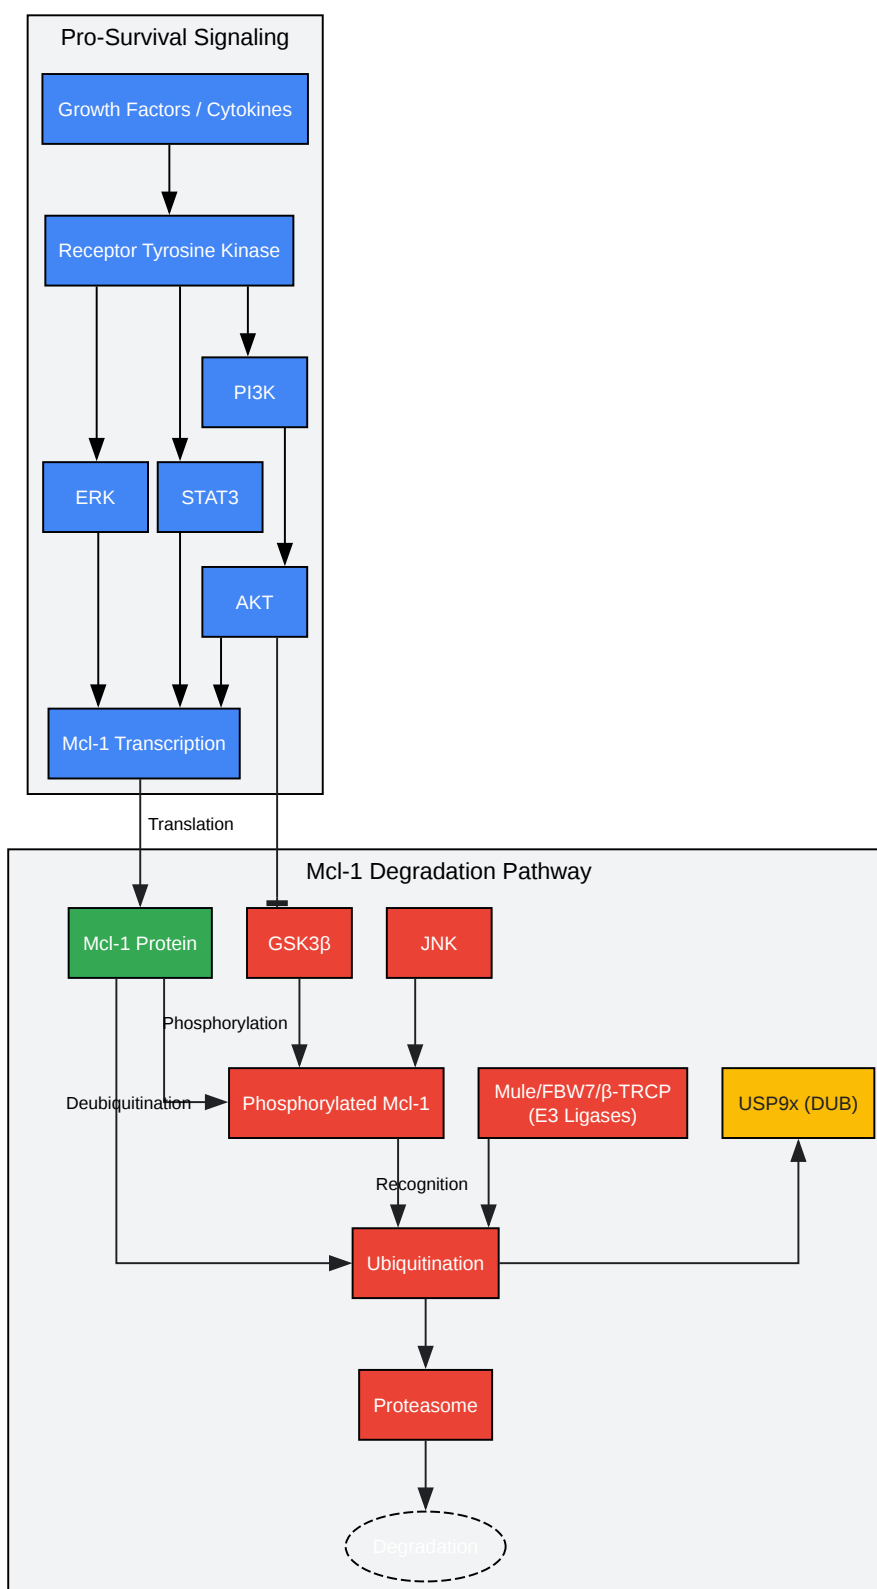 Pro-Survival Signaling
Growth Factors / Cytokines
Receptor Tyrosine Kinase
PI3K
ERK
STAT3
AKT
Mcl-1 Transcription
Translation
Mcl-1 Degradation Pathway
Mcl-1 Protein
GSK3β
JNK
Phosphorylation
Deubiquitination
Phosphorylated Mcl-1
Mule/FBW7/β-TRCP
(E3 Ligases)
USP9x (DUB)
Recognition
Ubiquitination
Proteasome
Degradation